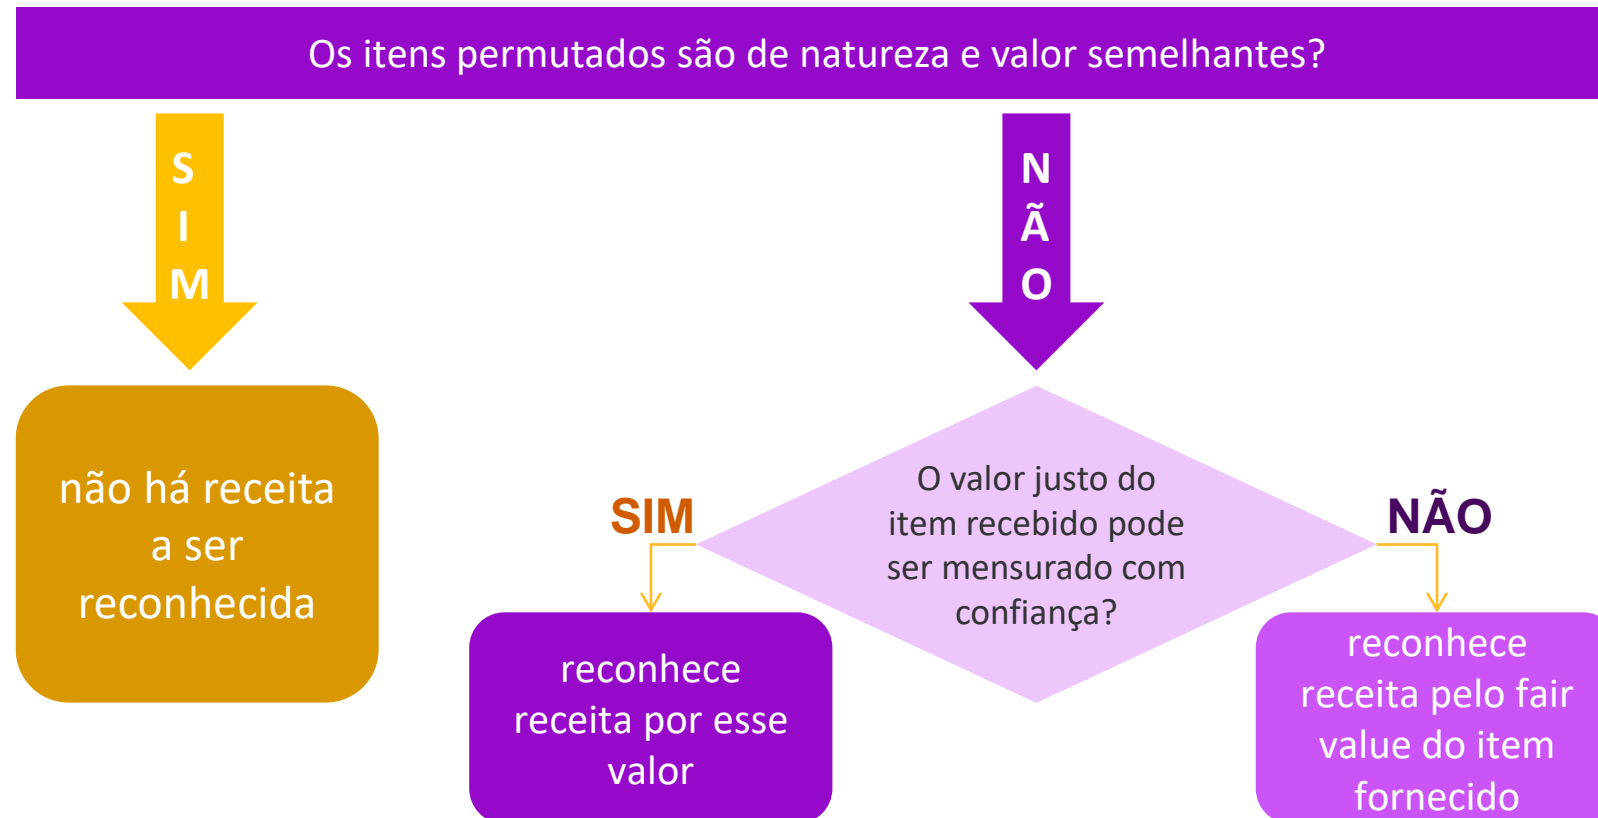 Os itens permutados são de natureza e valor semelhantes?
S
I
M
N
Ã
O
não há receita
a ser
reconhecida
O valor justo do
item recebido pode
ser mensurado com
confiança?
SIM
NÃO
reconhece
receita por esse
valor
reconhece
receita pelo fair
value do item
fornecido